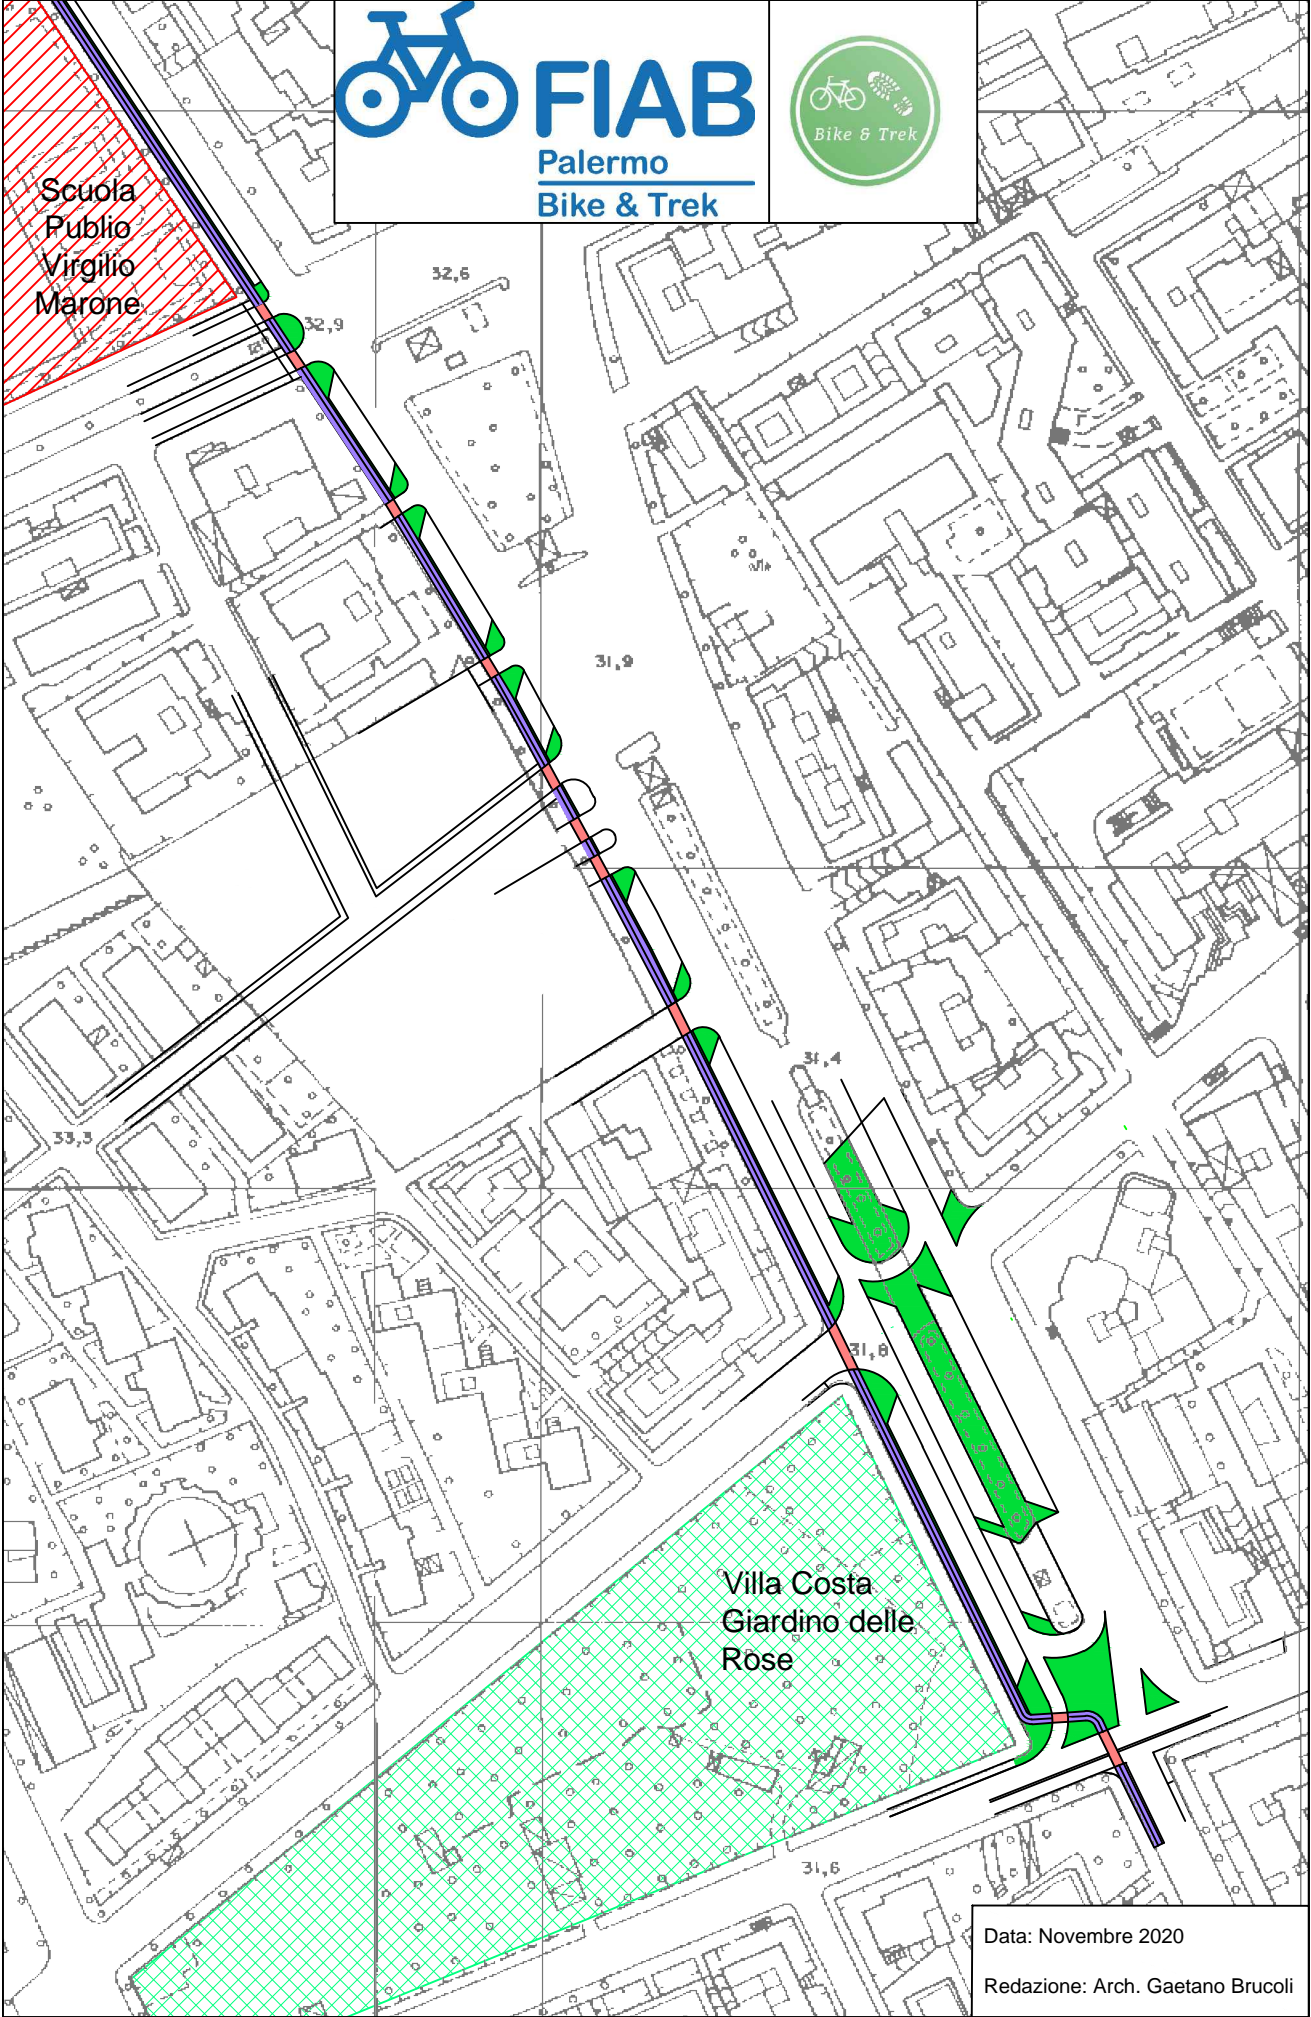 FIAB
Palermo
Bike & Trek
Bike & Trek
Scuola
Publio
Virgilio
Marone
32,6
32,9
31,9
31,4
33,3
31,8
Villa Costa
Giardino delle
Rose
31,6
Data: Novembre 2020
Redazione: Arch. Gaetano Brucoli